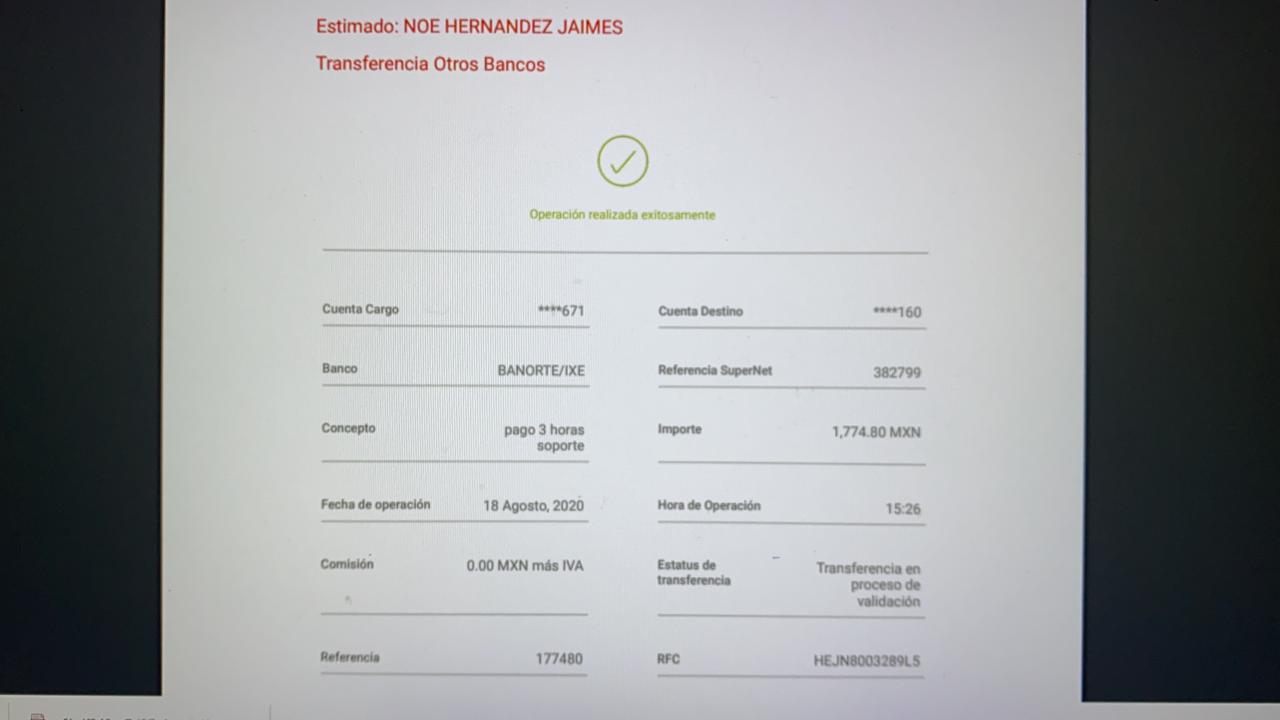 Estimado: NOE HERNANDEZ JAIMES
Transferencia Otros Bancos
Operación realizada exitosamente
Cuenta Cargo ****671
Cuenta Destino ****160
Banco BANORTE/IXE
Referencia SuperNet 382799
Concepto pago 3 horas
soporte
Importe 1,774.80 MXN
Fecha de operación 18 Agosto, 2020
Hora de Operación 15:26
Comisión 0.00 MXN más IVA
Estatus de Transferencia en
transferencia proceso de
validación
Referencia 177480
RFC HEJN8003289L5